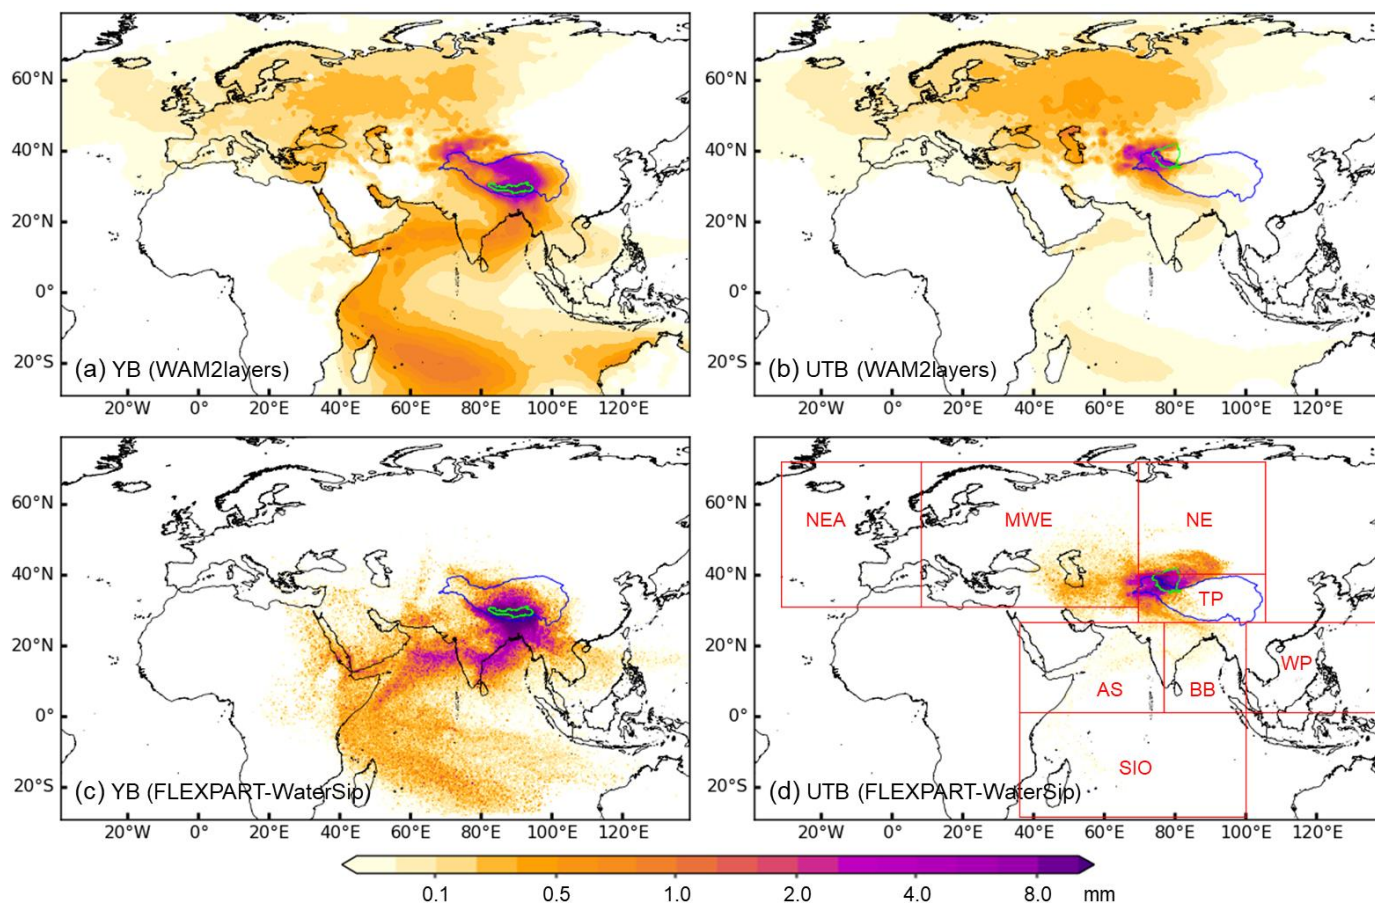 60°N
40°N
20°N
0°
20°S
(a) YB (WAM2layers)
20°W 0° 20°E 40°E 60°E 80°E 100°E 120°E
60°N
40°N
20°N
0°
20°S
(b) UTB (WAM2layers)
20°W 0° 20°E 40°E 60°E 80°E 100°E 120°E
60°N
40°N
20°N
0°
20°S
(c) YB (FLEXPART-WaterSip)
20°W 0° 20°E 40°E 60°E 80°E 100°E 120°E
60°N
40°N
20°N
0°
20°S
NEA MWE NE
TP
WP
AS BB
SIO
(d) UTB (FLEXPART-WaterSip)
20°W 0° 20°E 40°E 60°E 80°E 100°E 120°E
0.1 0.5 1.0 2.0 4.0 8.0 mm